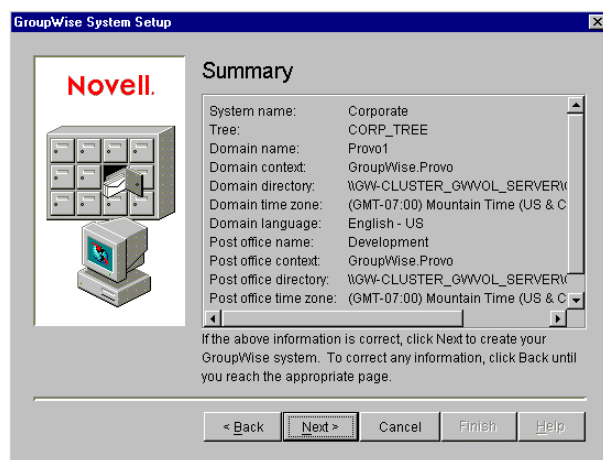 GroupWise System Setup
Novell.
Summary
System name: Corporate
Tree: CORP_TREE
Domain name: Provo1
Domain context: GroupWise.Provo
Domain directory: \\GW-CLUSTER_GWVOL_SERVER\
Domain time zone: (GMT-07:00) Mountain Time (US & C
Domain language: English - US
Post office name: Development
Post office context: GroupWise.Provo
Post office directory: \\GW-CLUSTER_GWVOL_SERVER\
Post office time zone: (GMT-07:00) Mountain Time (US & C
If the above information is correct, click Next to create your
GroupWise system. To correct any information, click Back until
you reach the appropriate page.
< Back Next > Cancel Finish Help